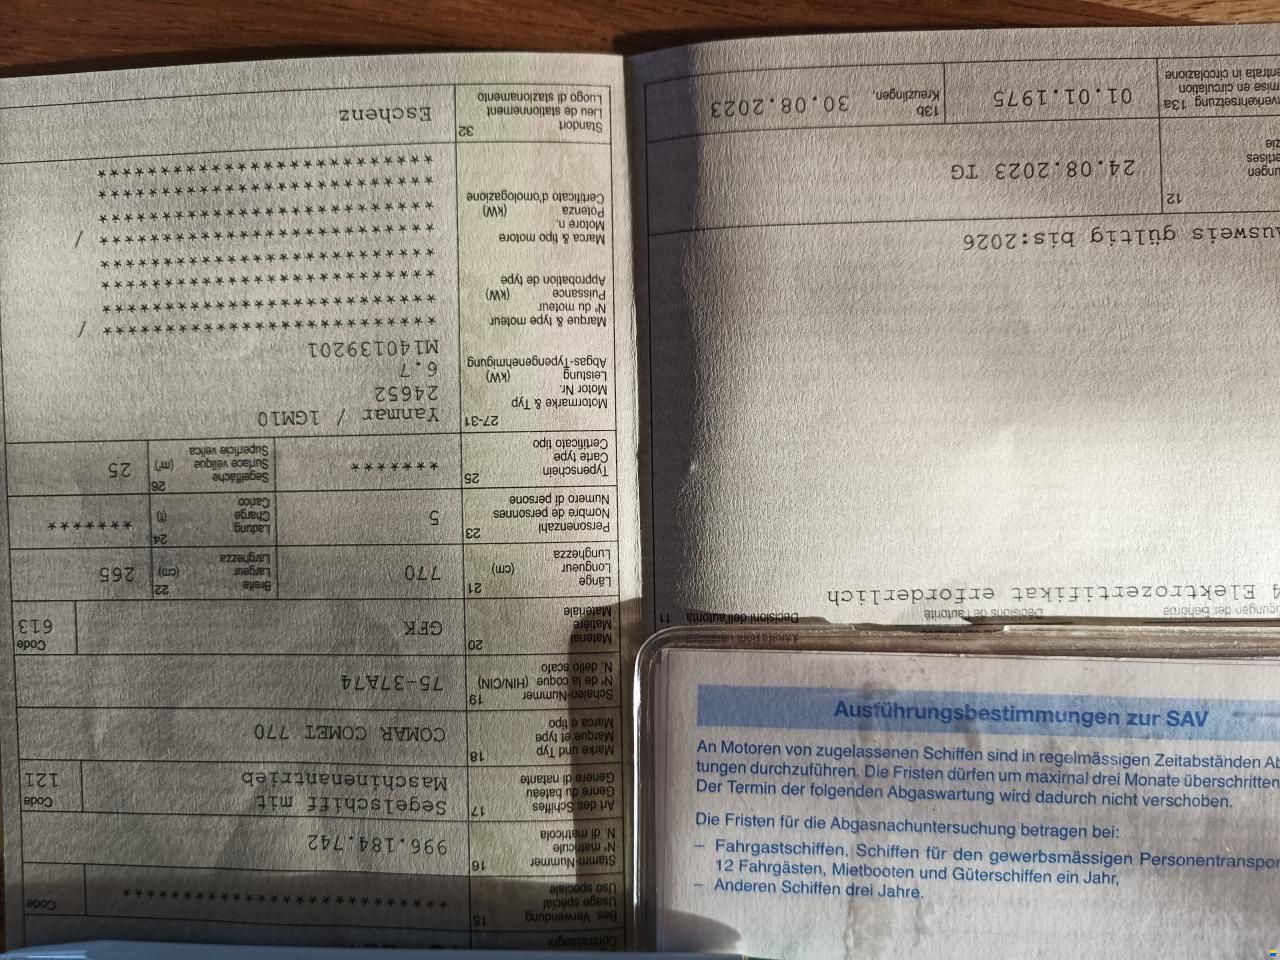 Contrassegni
15
Bes. Verwendung
Usage spécial
Uso speciale
*************************
Code
16
Stamm-Nummer
N° matricule
N. di matricola
996.184.742
17
Art des Schiffes
Genre du bateau
Genere di natante
Segelschiff mit
Maschinenantrieb
Code
121
18
Marke und Typ
Marque et type
Marca e tipo
COMAR COMET 770
19
Schalen-Nummer
N° de la coque (HIN/CIN)
N. dello scafo
75-37A74
20
Material
Matière
Materiale
GFK
Code
613
21
Länge
Longueur (cm)
Lunghezza
770
22
Breite
Largeur (cm)
Larghezza
265
23
Personenzahl
Nombre de personnes
Numero di persone
5
24
Ladung
Charge (t)
Carico
*******
25
Typenschein
Carte type
Certificato tipo
*******
26
Segelfläche
Surface vélique (m²)
Superficie velica
25
27-31
Motormarke & Typ
Motor Nr.
Leistung (kW)
Abgas-Typengenehmigung
Yanmar / 1GM10
24652
6.7
M140139201
Marque & type moteur
N° du moteur
Puissance (kW)
Approbation de type
************************* /
*************************
*************************
*************************
Marca & tipo motore
Motore n.
Potenza (kW)
Certificato d'omologazione
************************* /
*************************
*************************
*************************
32
Standort
Lieu de stationnement
Luogo di stazionamento
Eschenz
11
Décisions de l'autorité
Decisioni dell'autorità
Elektrozertifikat erforderlich
gültig bis:2026
12
24.08.2023 TG
13a
mise en circulation
01.01.1975
13b
Kreuzlingen,
30.08.2023
Ausführungsbestimmungen zur SAV
An Motoren von zugelassenen Schiffen sind in regelmässigen Zeitabständen Ab
tungen durchzuführen. Die Fristen dürfen um maximal drei Monate überschritten
Der Termin der folgenden Abgaswartung wird dadurch nicht verschoben.
Die Fristen für die Abgasnachuntersuchung betragen bei:
– Fahrgastschiffen, Schiffen für den gewerbsmässigen Personentranspor
12 Fahrgästen, Mietbooten und Güterschiffen ein Jahr,
– Anderen Schiffen drei Jahre.